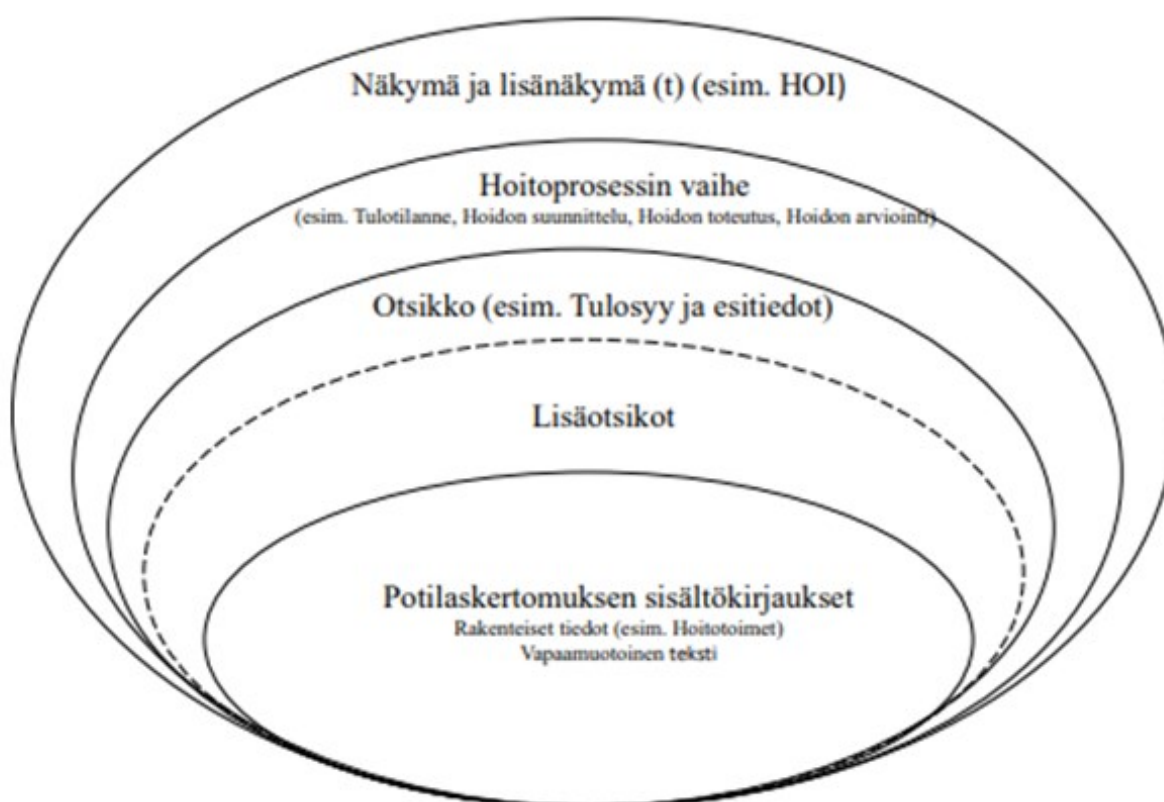 Näkymä ja lisänäkymä (t) (esim. HOI)
Hoitoprosessin vaihe
(esim. Tulotilanne, Hoidon suunnittelu, Hoidon toteutus, Hoidon arviointi)
Otsikko (esim. Tulosyy ja esitiedot)
Lisäotsikot
Potilaskertomuksen sisältökirjaukset
Rakenteiset tiedot (esim. Hoitotoimet)
Vapaamuotoinen teksti